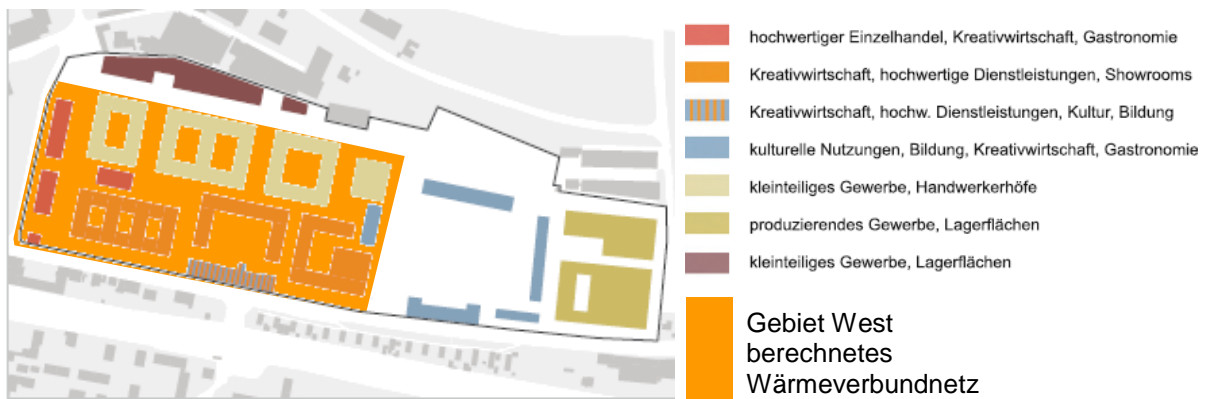 hochwertiger Einzelhandel, Kreativwirtschaft, Gastronomie
Kreativwirtschaft, hochwertige Dienstleistungen, Showrooms
Kreativwirtschaft, hochw. Dienstleistungen, Kultur, Bildung
kulturelle Nutzungen, Bildung, Kreativwirtschaft, Gastronomie
kleinteiliges Gewerbe, Handwerkerhöfe
produzierendes Gewerbe, Lagerflächen
kleinteiliges Gewerbe, Lagerflächen
Gebiet West
berechnetes
Wärmeverbundnetz